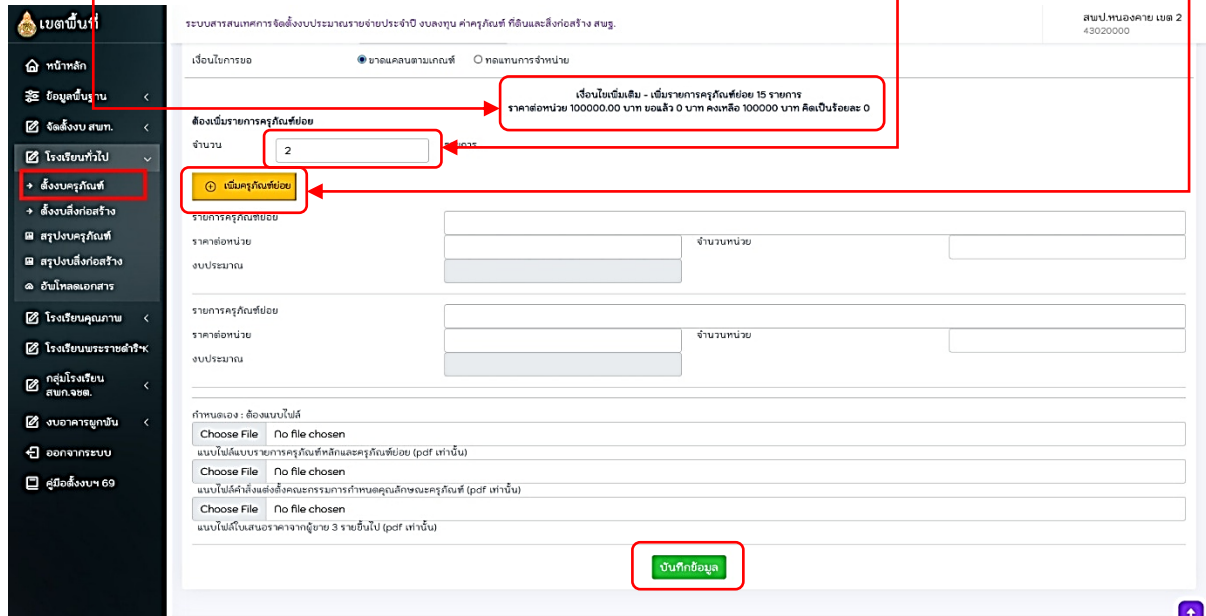 เขตพื้นที่
ระบบสารสนเทศการจัดตั้งงบประมาณรายจ่ายประจำปี งบลงทุน ค่าครุภัณฑ์ ที่ดินและสิ่งก่อสร้าง สพฐ.
สพป.หนองคาย เขต 2
43020000
หน้าหลัก
ข้อมูลพื้นฐาน
จัดตั้งงบ สพท.
โรงเรียนทั่วไป
ตั้งงบครุภัณฑ์
ตั้งงบสิ่งก่อสร้าง
สรุปงบครุภัณฑ์
สรุปงบสิ่งก่อสร้าง
อัพโหลดเอกสาร
โรงเรียนคุณภาพ
โรงเรียนพระราชดำริฯ
กลุ่มโรงเรียน
สพก.จชต.
งบอาคารผูกพัน
ออกจากระบบ
คู่มือตั้งงบฯ 69
เงื่อนไขการขอ ขาดแคลนตามเกณฑ์ ทดแทนการจำหน่าย
เงื่อนไขเพิ่มเติม - เพิ่มรายการครุภัณฑ์ย่อย 15 รายการ
ราคาต่อหน่วย 100000.00 บาท ขอแล้ว 0 บาท คงเหลือ 100000 บาท คิดเป็นร้อยละ 0
ต้องเพิ่มรายการครุภัณฑ์ย่อย
จำนวน 2 รายการ
เพิ่มครุภัณฑ์ย่อย
รายการครุภัณฑ์ย่อย
ราคาต่อหน่วย จำนวนหน่วย
งบประมาณ
รายการครุภัณฑ์ย่อย
ราคาต่อหน่วย จำนวนหน่วย
งบประมาณ
กำหนดเอง : ต้องแนบไฟล์
Choose File No file chosen
แนบไฟล์แบบรายการครุภัณฑ์หลักและครุภัณฑ์ย่อย (pdf เท่านั้น)
Choose File No file chosen
แนบไฟล์คำสั่งแต่งตั้งคณะกรรมการกำหนดคุณลักษณะครุภัณฑ์ (pdf เท่านั้น)
Choose File No file chosen
แนบไฟล์ใบเสนอราคาจากผู้ขาย 3 รายขึ้นไป (pdf เท่านั้น)
บันทึกข้อมูล